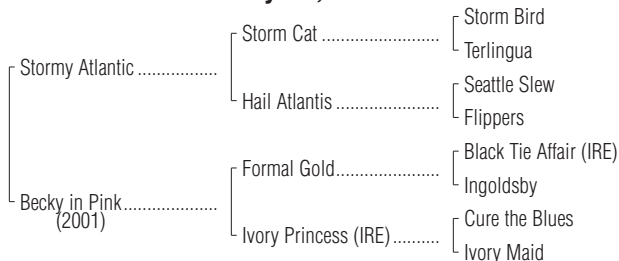 Storm Bird
Storm Cat ........................
Terlingua
Stormy Atlantic ................
Seattle Slew
Hail Atlantis .....................
Flippers
Black Tie Affair (IRE)
Formal Gold.....................
Ingoldsby
Becky in Pink...................
(2001)
Cure the Blues
Ivory Princess (IRE)..........
Ivory Maid